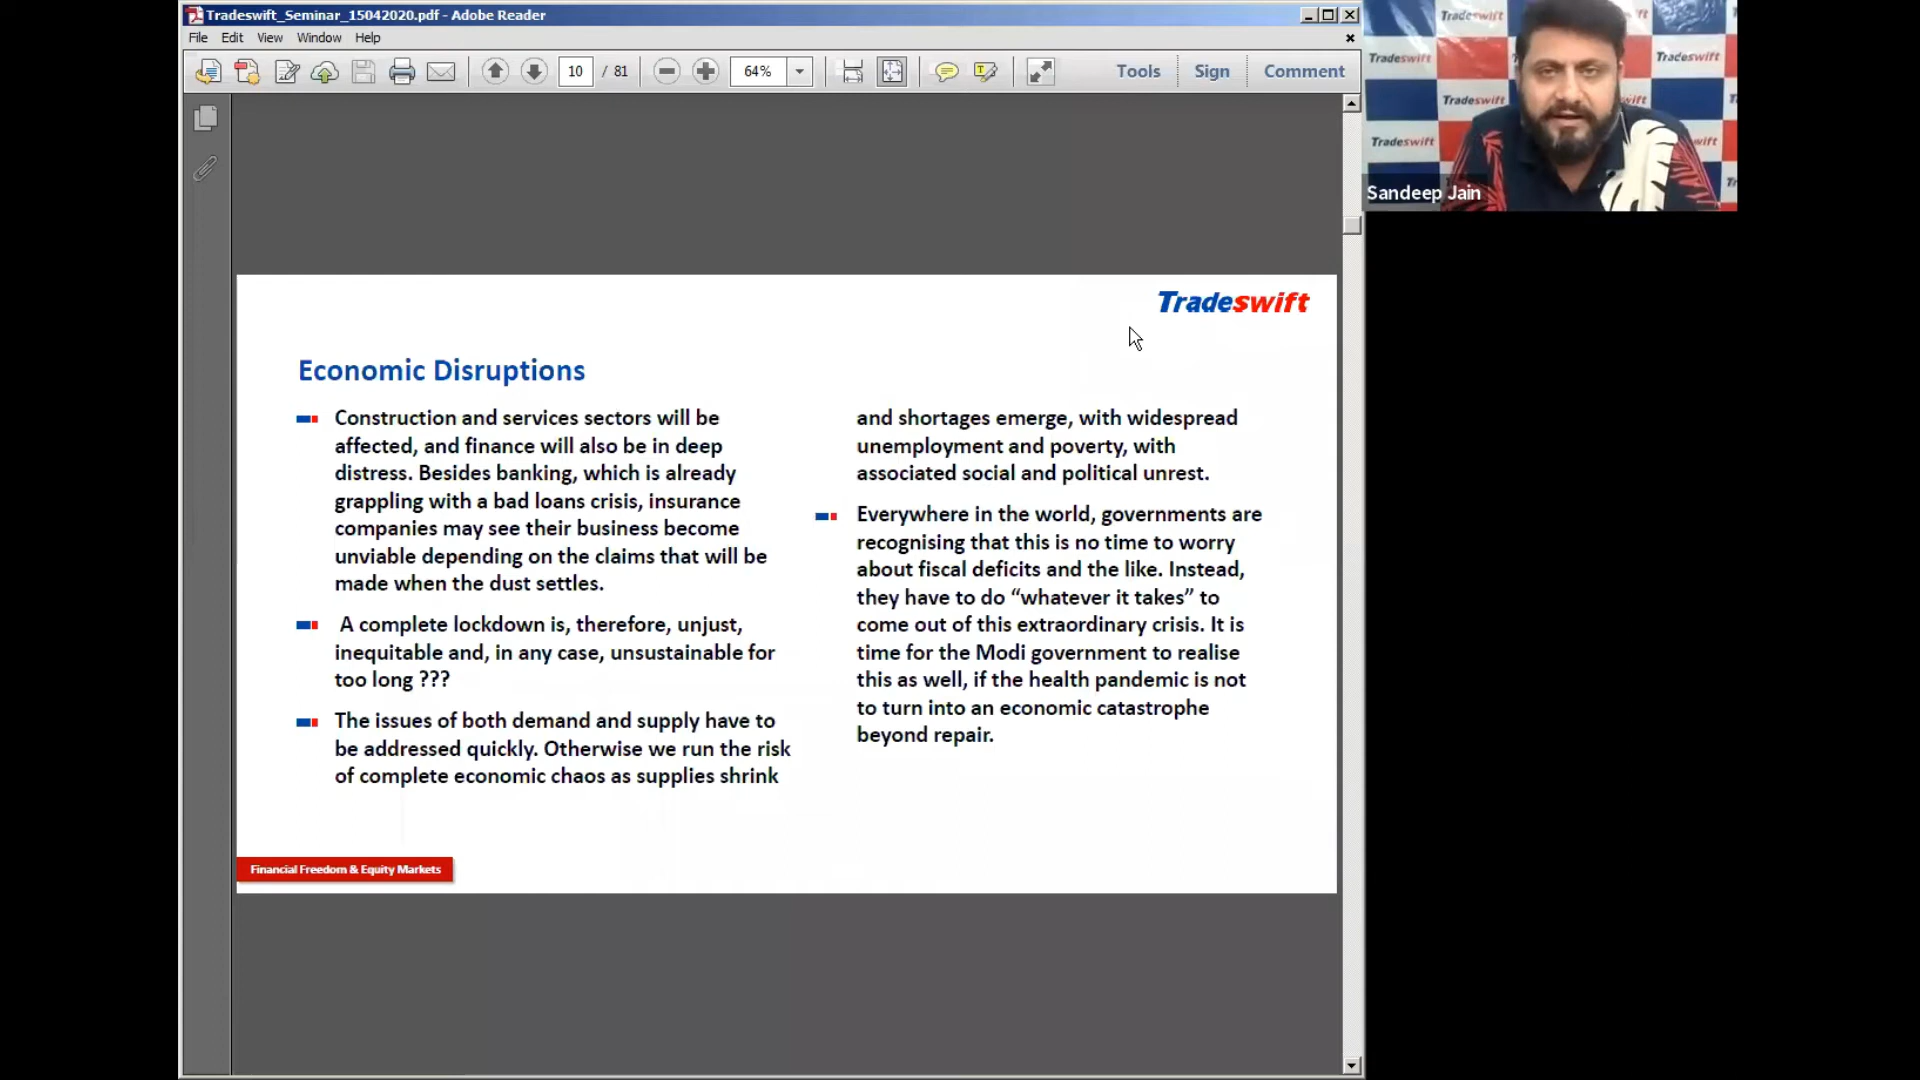 Tradeswift_Seminar_15042020.pdf - Adobe Reader
File Edit View Window Help
10 / 81
64%
Tools Sign Comment
Tradeswift
Economic Disruptions
Construction and services sectors will be
affected, and finance will also be in deep
distress. Besides banking, which is already
grappling with a bad loans crisis, insurance
companies may see their business become
unviable depending on the claims that will be
made when the dust settles.
A complete lockdown is, therefore, unjust,
inequitable and, in any case, unsustainable for
too long ???
The issues of both demand and supply have to
be addressed quickly. Otherwise we run the risk
of complete economic chaos as supplies shrink
and shortages emerge, with widespread
unemployment and poverty, with
associated social and political unrest.
Everywhere in the world, governments are
recognising that this is no time to worry
about fiscal deficits and the like. Instead,
they have to do “whatever it takes” to
come out of this extraordinary crisis. It is
time for the Modi government to realise
this as well, if the health pandemic is not
to turn into an economic catastrophe
beyond repair.
Financial Freedom & Equity Markets
Tradeswift
Tradeswift
Tradeswift
Tradeswift
Tradeswift
Sandeep Jain